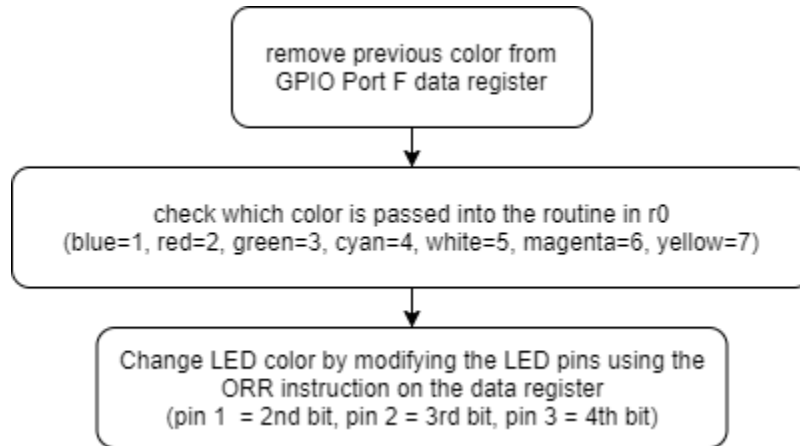 remove previous color from
GPIO Port F data register
check which color is passed into the routine in r0
(blue=1, red=2, green=3, cyan=4, white=5, magenta=6, yellow=7)
Change LED color by modifying the LED pins using the
ORR instruction on the data register
(pin 1  = 2nd bit, pin 2 = 3rd bit, pin 3 = 4th bit)